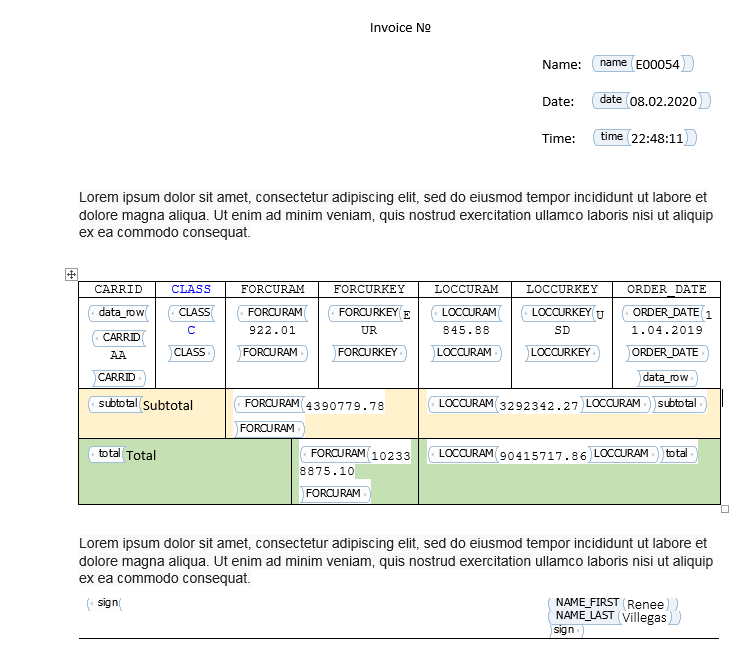 Invoice №
Name: name E00054
Date: date 08.02.2020
Time: time 22:48:11
Lorem ipsum dolor sit amet, consectetur adipiscing elit, sed do eiusmod tempor incididunt ut labore et
dolore magna aliqua. Ut enim ad minim veniam, quis nostrud exercitation ullamco laboris nisi ut aliquip
ex ea commodo consequat.
CARRID CLASS FORCURAM FORCURKEY LOCCURAM LOCCURKEY ORDER_DATE
data_row CLASS FORCURAM FORCURKEY E LOCCURAM LOCCURKEY U ORDER_DATE 1
CARRID C 922.01 UR 845.88 SD 1.04.2019
AA CLASS FORCURAM FORCURKEY LOCCURAM LOCCURKEY ORDER_DATE
CARRID data_row
subtotal Subtotal FORCURAM 4390779.78 LOCCURAM 3292342.27 LOCCURAM subtotal
FORCURAM
total Total FORCURAM 10233 LOCCURAM 90415717.86 LOCCURAM total
8875.10
FORCURAM
Lorem ipsum dolor sit amet, consectetur adipiscing elit, sed do eiusmod tempor incididunt ut labore et
dolore magna aliqua. Ut enim ad minim veniam, quis nostrud exercitation ullamco laboris nisi ut aliquip
ex ea commodo consequat.
sign NAME_FIRST Renee
NAME_LAST Villegas
sign